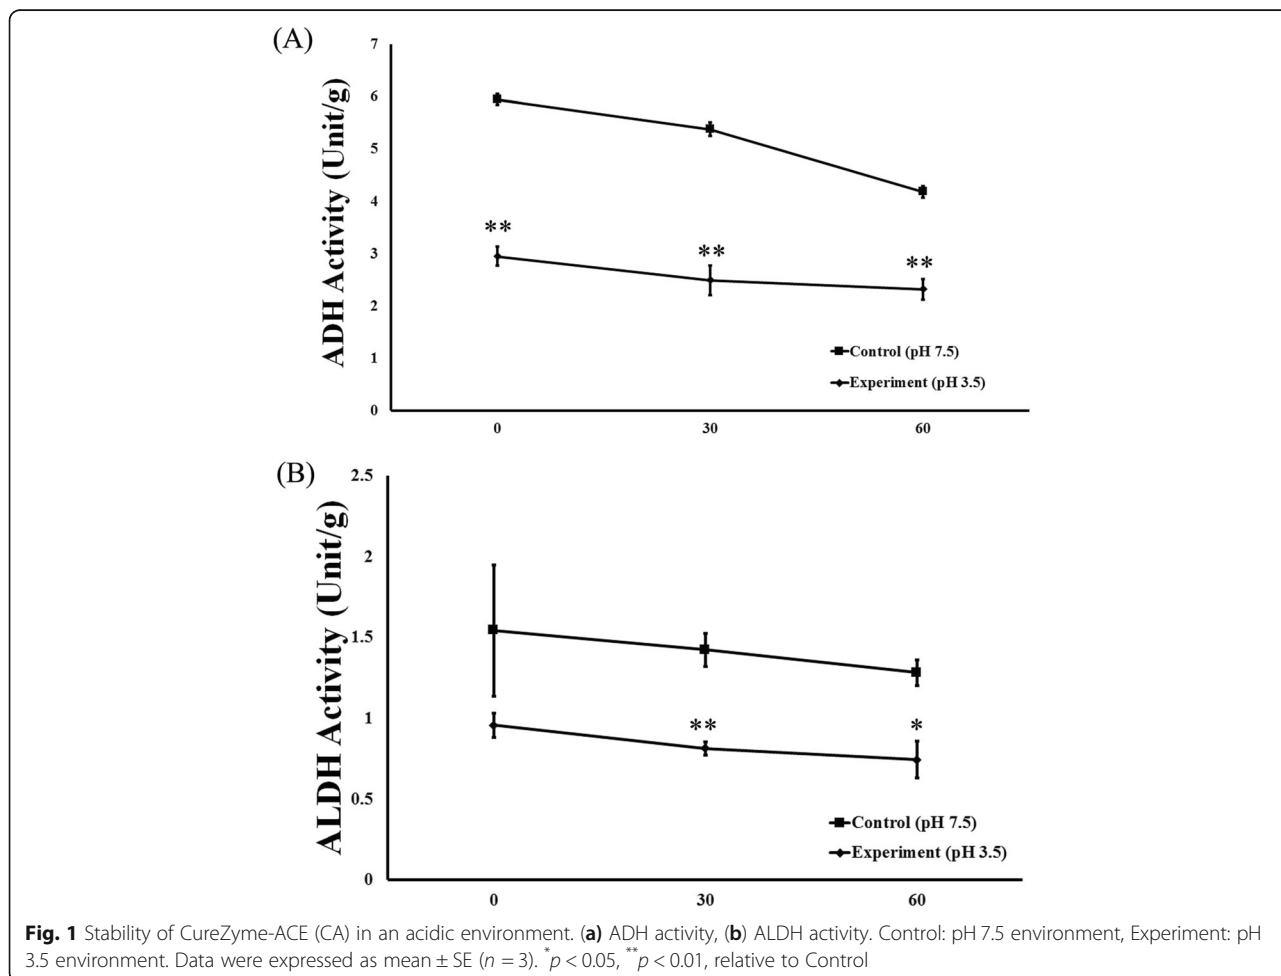 (A)
ADH Activity (Unit/g)
7
6
5
4
3
2
1
0
**
**
**
Control (pH 7.5)
Experiment (pH 3.5)
0 30 60
(B)
ALDH Activity (Unit/g)
2.5
2
1.5
1
0.5
0
**
*
Control (pH 7.5)
Experiment (pH 3.5)
0 30 60
Fig. 1 Stability of CureZyme-ACE (CA) in an acidic environment. (a) ADH activity, (b) ALDH activity. Control: pH 7.5 environment, Experiment: pH
3.5 environment. Data were expressed as mean ± SE (n = 3). *p < 0.05, **p < 0.01, relative to Control